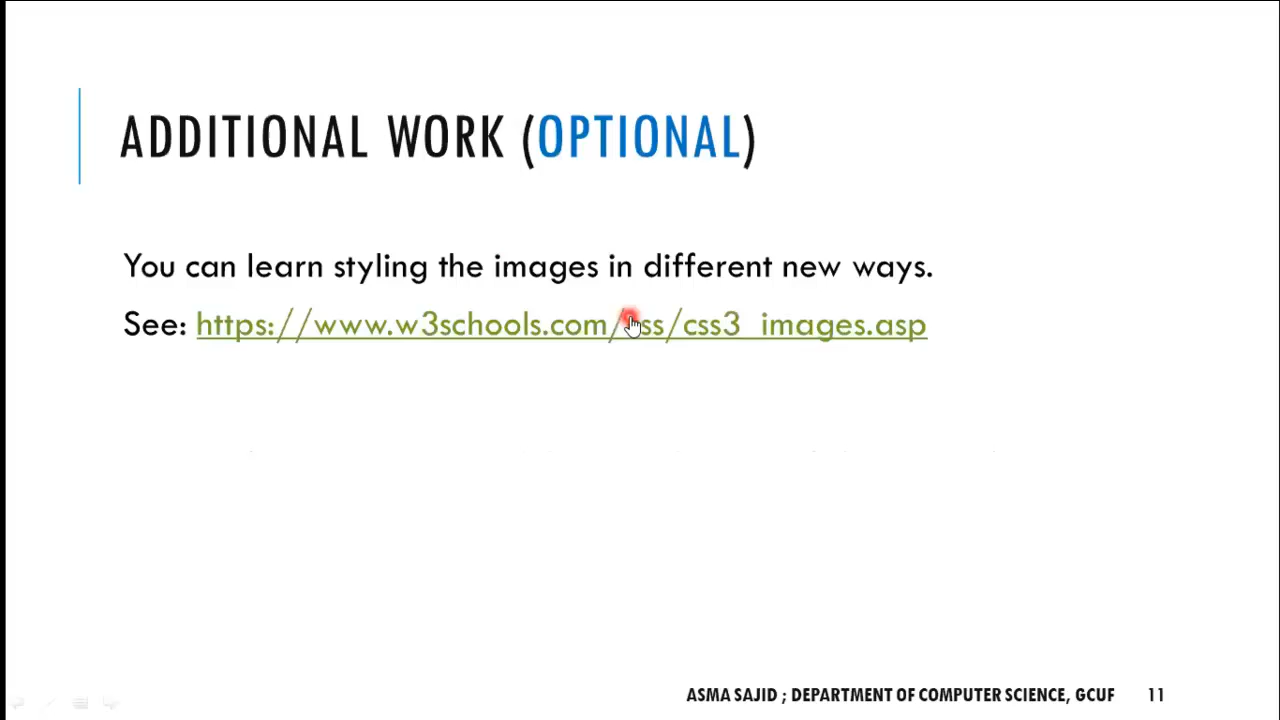 ADDITIONAL WORK (OPTIONAL)
You can learn styling the images in different new ways.
See: https://www.w3schools.com/css/css3_images.asp
ASMA SAJID ; DEPARTMENT OF COMPUTER SCIENCE, GCUF 11